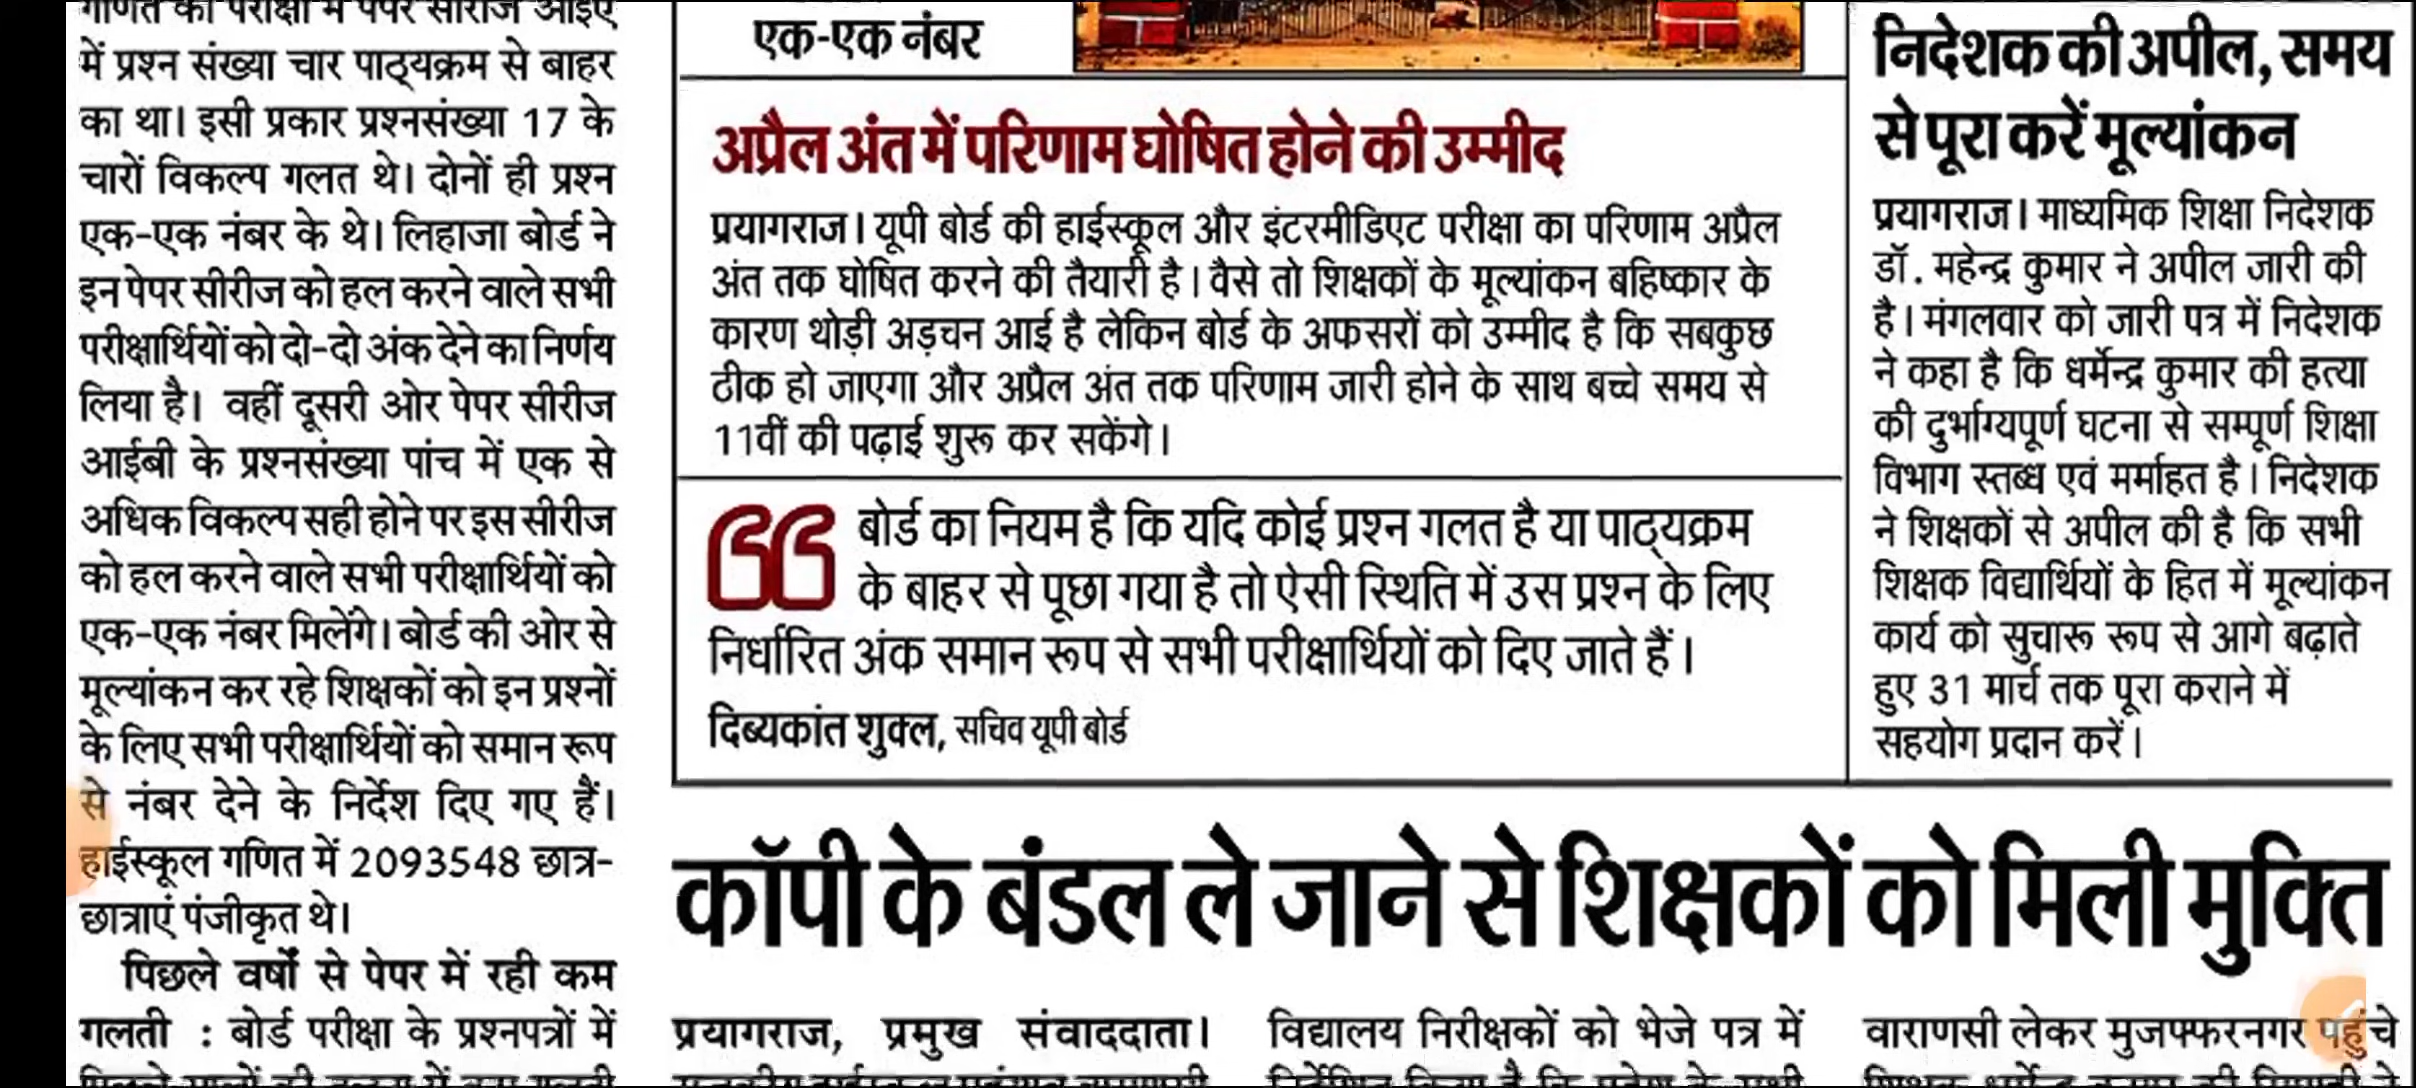 गणित की परीक्षा में पेपर सीरीज आईए
में प्रश्न संख्या चार पाठ्यक्रम से बाहर
का था। इसी प्रकार प्रश्नसंख्या 17 के
चारों विकल्प गलत थे। दोनों ही प्रश्न
एक-एक नंबर के थे। लिहाजा बोर्ड ने
इन पेपर सीरीज को हल करने वाले सभी
परीक्षार्थियों को दो-दो अंक देने का निर्णय
लिया है। वहीं दूसरी ओर पेपर सीरीज
आईबी के प्रश्नसंख्या पांच में एक से
अधिक विकल्प सही होने पर इस सीरीज
को हल करने वाले सभी परीक्षार्थियों को
एक-एक नंबर मिलेंगे। बोर्ड की ओर से
मूल्यांकन कर रहे शिक्षकों को इन प्रश्नों
के लिए सभी परीक्षार्थियों को समान रूप
से नंबर देने के निर्देश दिए गए हैं।
हाईस्कूल गणित में 2093548 छात्र-
छात्राएं पंजीकृत थे।
पिछले वर्षों से पेपर में रही कम
गलती : बोर्ड परीक्षा के प्रश्नपत्रों में
एक-एक नंबर
अप्रैल अंत में परिणाम घोषित होने की उम्मीद
प्रयागराज। यूपी बोर्ड की हाईस्कूल और इंटरमीडिएट परीक्षा का परिणाम अप्रैल
अंत तक घोषित करने की तैयारी है। वैसे तो शिक्षकों के मूल्यांकन बहिष्कार के
कारण थोड़ी अड़चन आई है लेकिन बोर्ड के अफसरों को उम्मीद है कि सबकुछ
ठीक हो जाएगा और अप्रैल अंत तक परिणाम जारी होने के साथ बच्चे समय से
11वीं की पढ़ाई शुरू कर सकेंगे।
बोर्ड का नियम है कि यदि कोई प्रश्न गलत है या पाठ्यक्रम
के बाहर से पूछा गया है तो ऐसी स्थिति में उस प्रश्न के लिए
निर्धारित अंक समान रूप से सभी परीक्षार्थियों को दिए जाते हैं।
दिब्यकांत शुक्ल, सचिव यूपी बोर्ड
निदेशक की अपील, समय
से पूरा करें मूल्यांकन
प्रयागराज। माध्यमिक शिक्षा निदेशक
डॉ. महेन्द्र कुमार ने अपील जारी की
है। मंगलवार को जारी पत्र में निदेशक
ने कहा है कि धर्मेन्द्र कुमार की हत्या
की दुर्भाग्यपूर्ण घटना से सम्पूर्ण शिक्षा
विभाग स्तब्ध एवं मर्माहत है। निदेशक
ने शिक्षकों से अपील की है कि सभी
शिक्षक विद्यार्थियों के हित में मूल्यांकन
कार्य को सुचारू रूप से आगे बढ़ाते
हुए 31 मार्च तक पूरा कराने में
सहयोग प्रदान करें।
कॉपी के बंडल ले जाने से शिक्षकों को मिली मुक्ति
प्रयागराज, प्रमुख संवाददाता।
विद्यालय निरीक्षकों को भेजे पत्र में
वाराणसी लेकर मुजफ्फरनगर पहुंचे